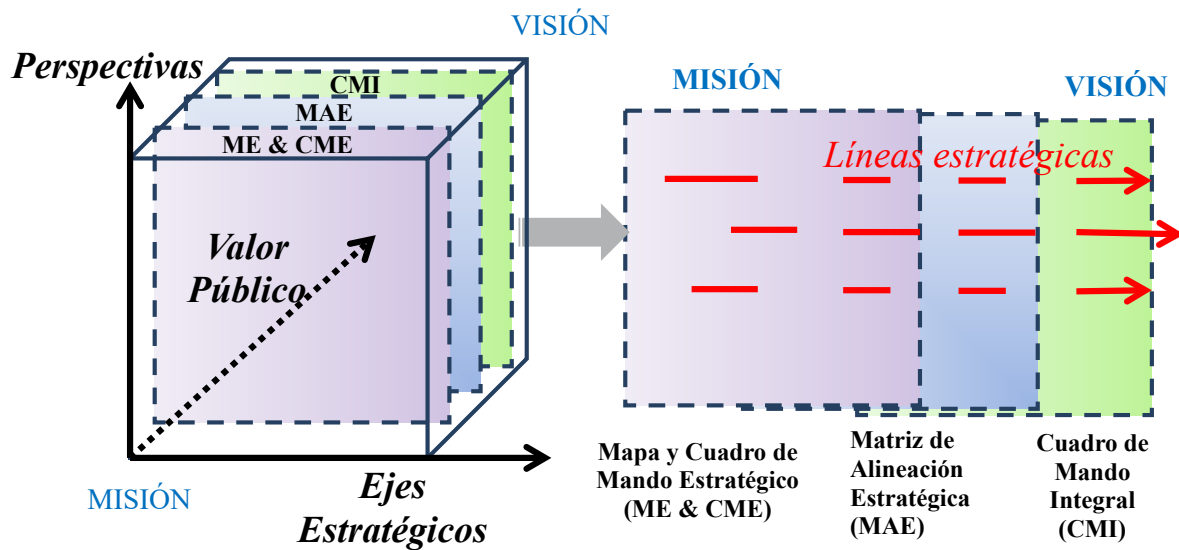 VISIÓN
Perspectivas
CMI
MAE
ME & CME
Valor
Público
MISIÓN
Ejes
Estratégicos
MISIÓN
VISIÓN
Líneas estratégicas
Mapa y Cuadro de
Mando Estratégico
(ME & CME)
Matriz de
Alineación
Estratégica
(MAE)
Cuadro de
Mando
Integral
(CMI)